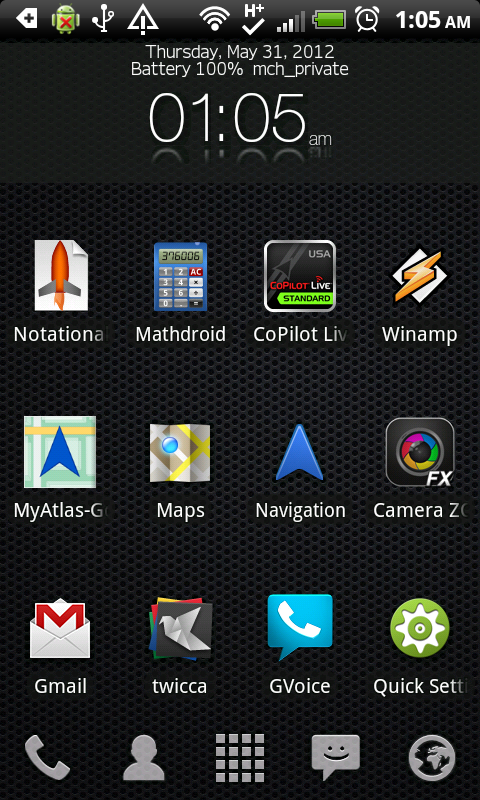 H+
1:05 AM
Thursday, May 31, 2012
Battery 100% mch_private
01:05 am
376006
1 2 AC
3 4 ×
5 6 ÷
USA
CoPilot Live
STANDARD
Notationa
Mathdroid
CoPilot Liv
Winamp
FX
MyAtlas-G
Maps
Navigation
Camera ZO
Gmail
twicca
GVoice
Quick Setti